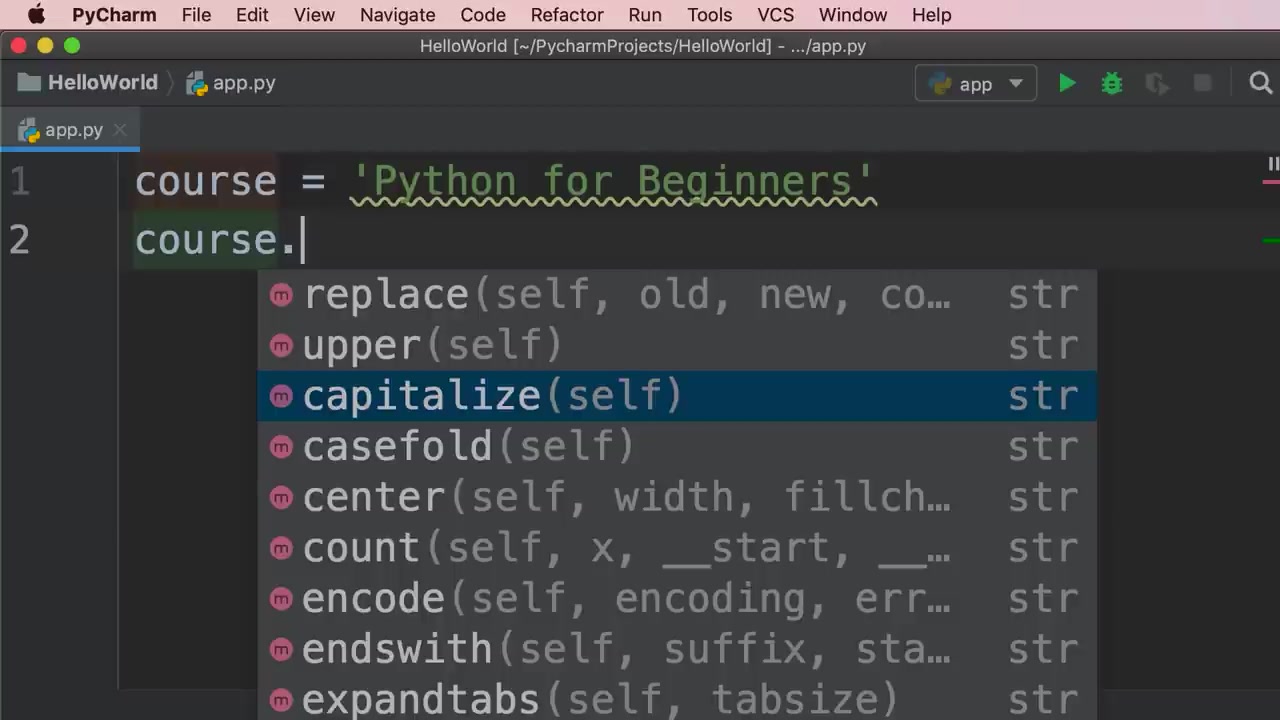 PyCharm File Edit View Navigate Code Refactor Run Tools VCS Window Help
HelloWorld [~/PycharmProjects/HelloWorld] - .../app.py
HelloWorld app.py app
app.py
1 course = 'Python for Beginners'
2 course.
replace(self, old, new, co… str
upper(self) str
capitalize(self) str
casefold(self) str
center(self, width, fillch… str
count(self, x, __start, __… str
encode(self, encoding, err… str
endswith(self, suffix, sta… str
expandtabs(self, tabsize) str